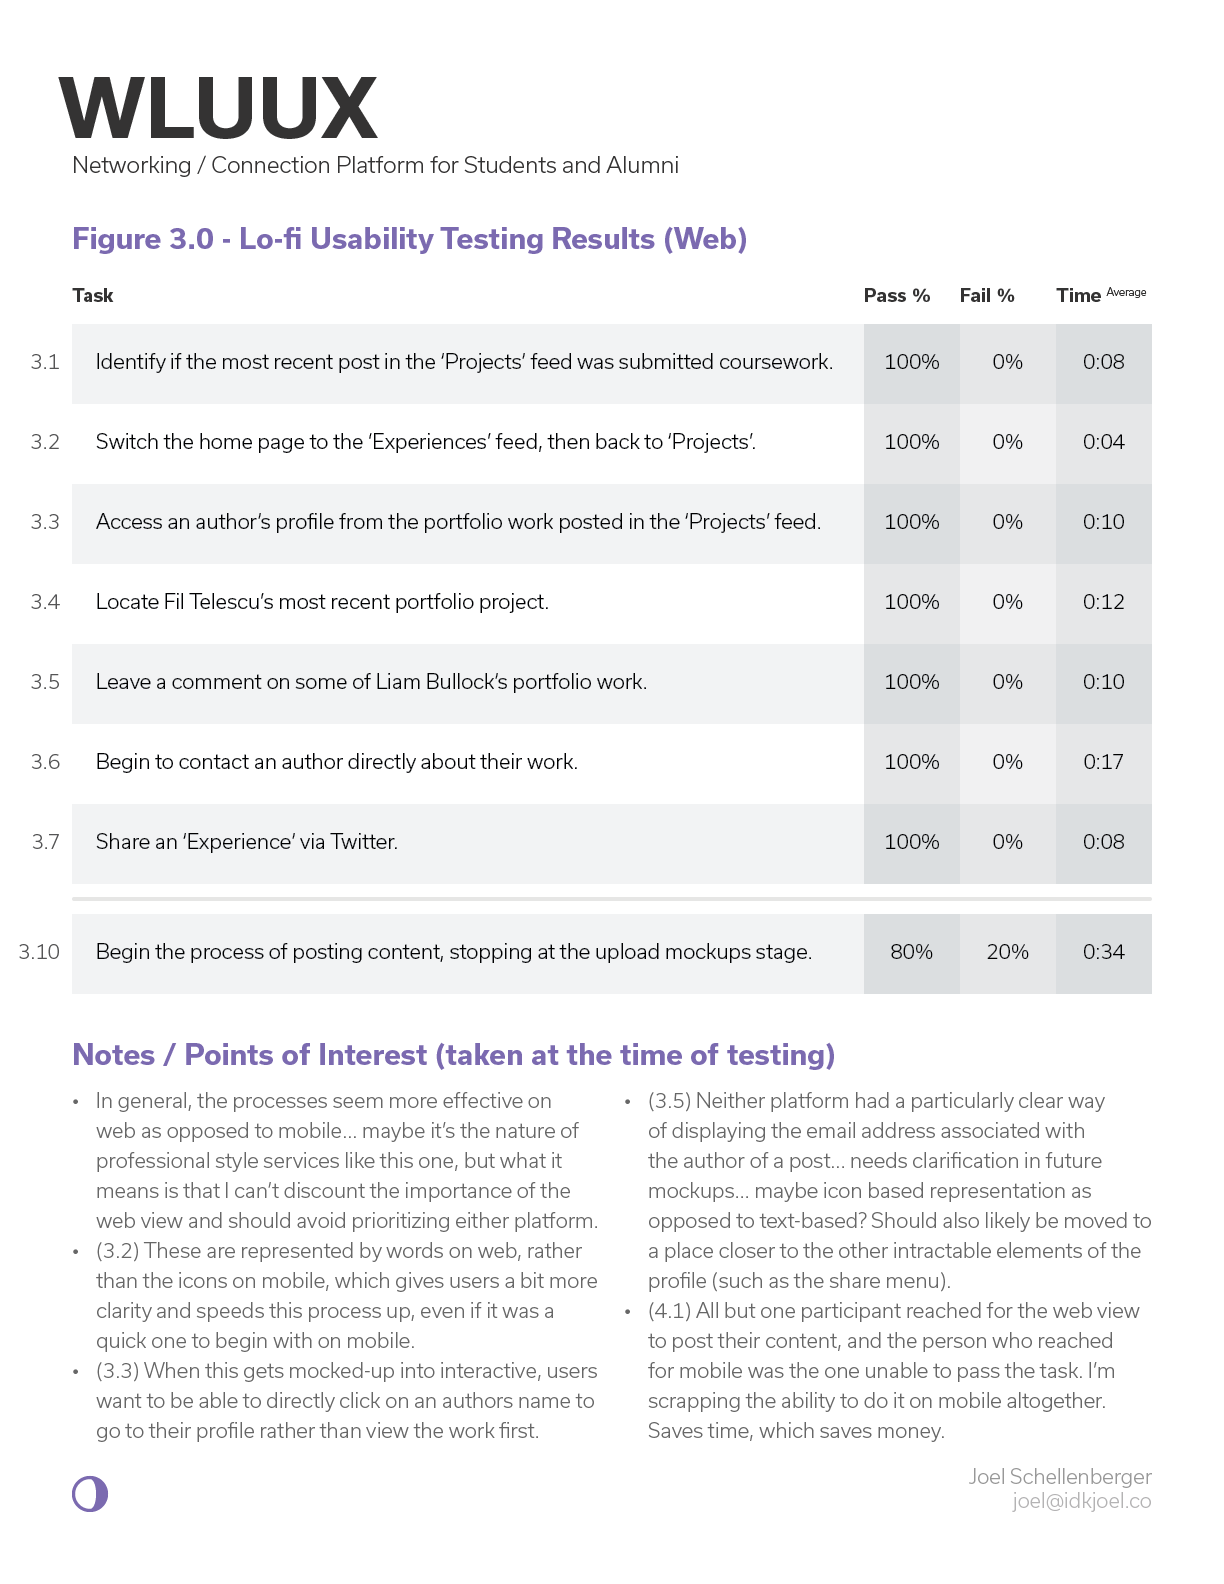 WLUUX
Networking / Connection Platform for Students and Alumni
Figure 3.0 - Lo-fi Usability Testing Results (Web)
Task Pass % Fail % Time Average
3.1 Identify if the most recent post in the ‘Projects’ feed was submitted coursework. 100% 0% 0:08
3.2 Switch the home page to the ‘Experiences’ feed, then back to ‘Projects’. 100% 0% 0:04
3.3 Access an author’s profile from the portfolio work posted in the ‘Projects’ feed. 100% 0% 0:10
3.4 Locate Fil Telescu’s most recent portfolio project. 100% 0% 0:12
3.5 Leave a comment on some of Liam Bullock’s portfolio work. 100% 0% 0:10
3.6 Begin to contact an author directly about their work. 100% 0% 0:17
3.7 Share an ‘Experience’ via Twitter. 100% 0% 0:08
3.10 Begin the process of posting content, stopping at the upload mockups stage. 80% 20% 0:34
Notes / Points of Interest (taken at the time of testing)
• In general, the processes seem more effective on
web as opposed to mobile... maybe it’s the nature of
professional style services like this one, but what it
means is that I can’t discount the importance of the
web view and should avoid prioritizing either platform.
• (3.2) These are represented by words on web, rather
than the icons on mobile, which gives users a bit more
clarity and speeds this process up, even if it was a
quick one to begin with on mobile.
• (3.3) When this gets mocked-up into interactive, users
want to be able to directly click on an authors name to
go to their profile rather than view the work first.
• (3.5) Neither platform had a particularly clear way
of displaying the email address associated with
the author of a post... needs clarification in future
mockups... maybe icon based representation as
opposed to text-based? Should also likely be moved to
a place closer to the other intractable elements of the
profile (such as the share menu).
• (4.1) All but one participant reached for the web view
to post their content, and the person who reached
for mobile was the one unable to pass the task. I’m
scrapping the ability to do it on mobile altogether.
Saves time, which saves money.
Joel Schellenberger
joel@idkjoel.co